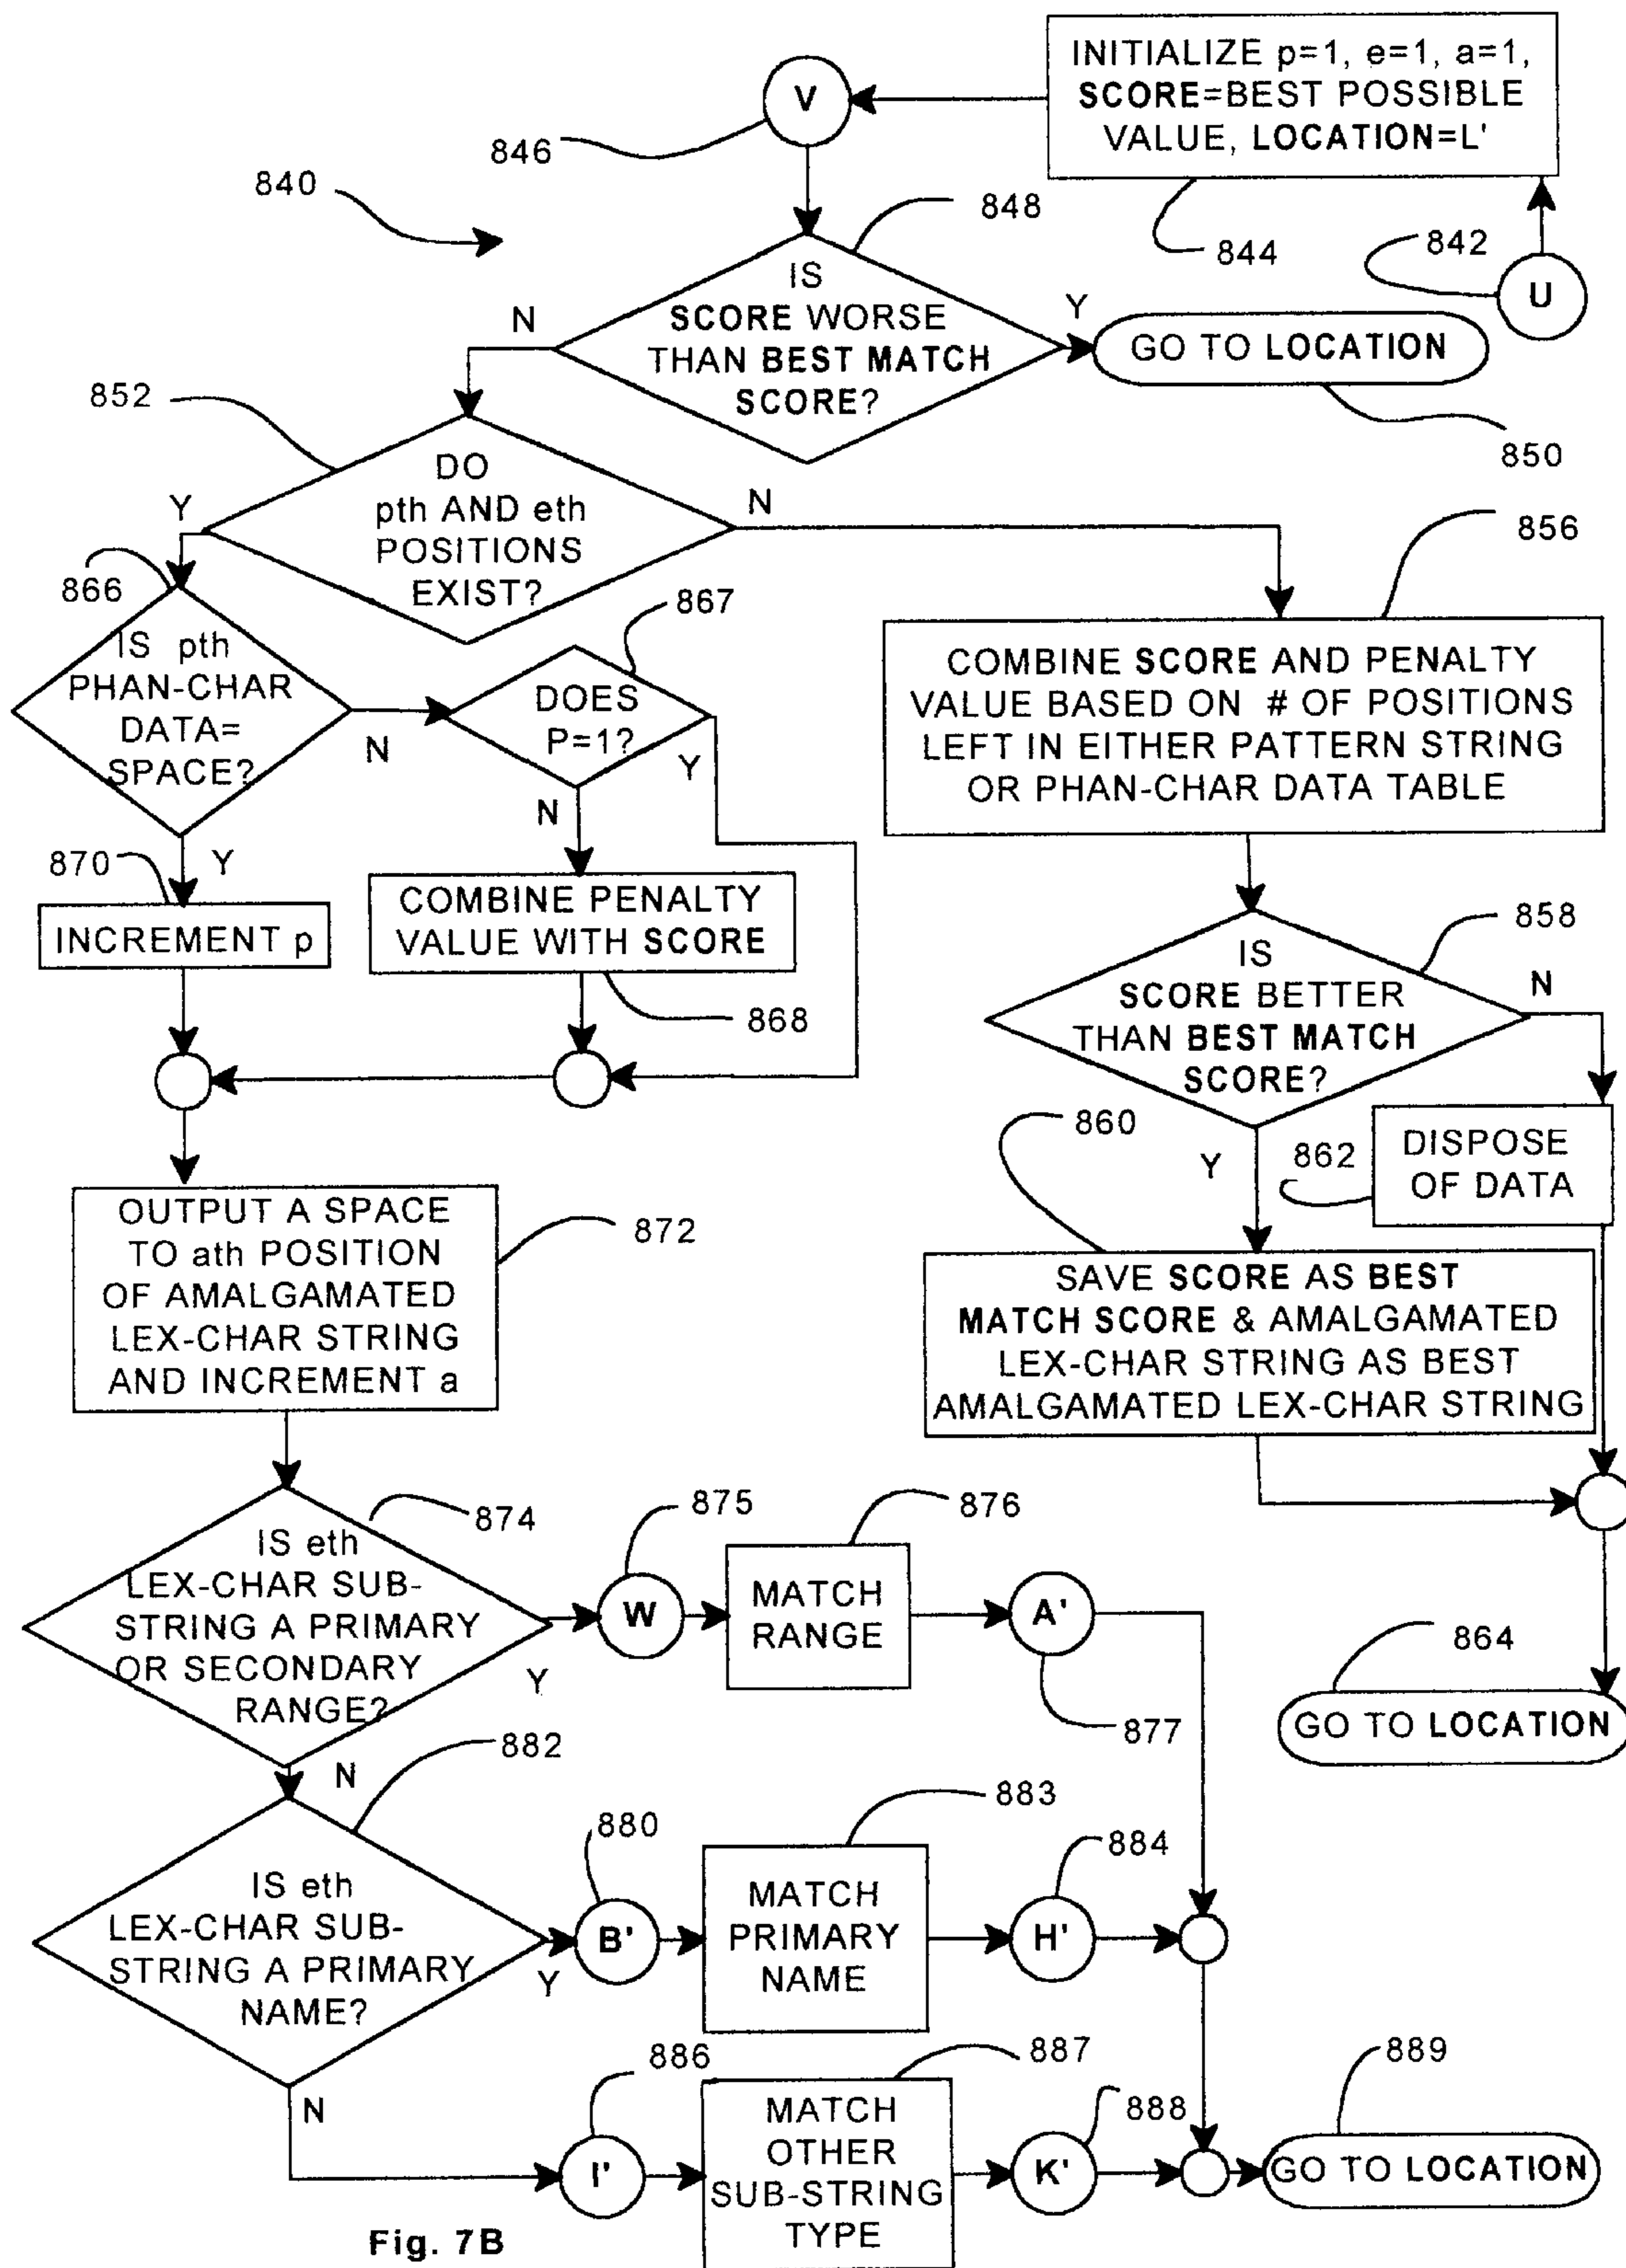 INITIALIZE p=1, e=1, a=1,
SCORE=BEST POSSIBLE
VALUE, LOCATION=L'
V
846
840
848
844
842
U
IS
SCORE WORSE
THAN BEST MATCH
SCORE?
N
Y
GO TO LOCATION
850
852
DO
pth AND eth
POSITIONS
EXIST?
Y
N
856
866
867
IS pth
PHAN-CHAR
DATA=
SPACE?
N
DOES
P=1?
Y
N
COMBINE SCORE AND PENALTY
VALUE BASED ON # OF POSITIONS
LEFT IN EITHER PATTERN STRING
OR PHAN-CHAR DATA TABLE
870
Y
INCREMENT p
COMBINE PENALTY
VALUE WITH SCORE
868
858
IS
SCORE BETTER
THAN BEST MATCH
SCORE?
N
860
Y
862
DISPOSE
OF DATA
OUTPUT A SPACE
TO ath POSITION
OF AMALGAMATED
LEX-CHAR STRING
AND INCREMENT a
872
SAVE SCORE AS BEST
MATCH SCORE & AMALGAMATED
LEX-CHAR STRING AS BEST
AMALGAMATED LEX-CHAR STRING
874
875
876
IS eth
LEX-CHAR SUB-
STRING A PRIMARY
OR SECONDARY
RANGE?
Y
W
MATCH
RANGE
A'
877
864
GO TO LOCATION
N
882
880
883
884
IS eth
LEX-CHAR SUB-
STRING A PRIMARY
NAME?
Y
B'
MATCH
PRIMARY
NAME
H'
N
886
887
888
889
I'
MATCH
OTHER
SUB-STRING
TYPE
K'
GO TO LOCATION
Fig. 7B